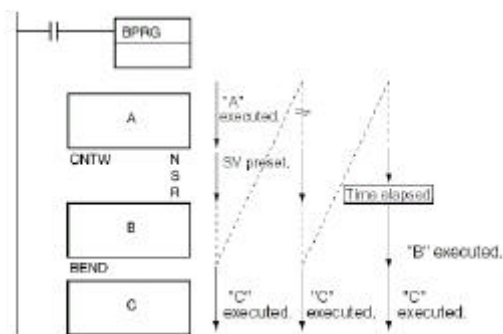 BPRG
A
"A"
executed.
CNTW
N
S
R
SV preset.
B
Time elapsed
"B" executed.
BEND
C
"C"
executed.
"C"
executed.
"C"
executed.